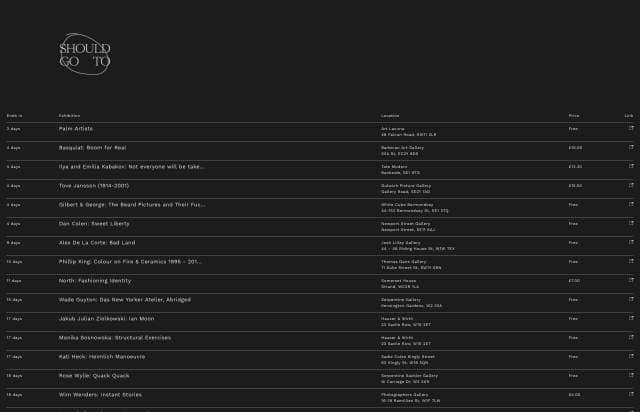 SHOULD
GO TO
Ends in Exhibition Location Price Link
3 days Palm Artists Art Lacuna Free
48 Falcon Road, SW11 2LR
4 days Basquiat: Boom for Real Barbican Art Gallery £16.00
Silk St, EC2Y 8DS
4 days Ilya and Emilia Kabakov: Not everyone will be take... Tate Modern £13.30
Bankside, SE1 9TG
4 days Tove Jansson (1914-2001) Dulwich Picture Gallery £15.50
Gallery Road, SE21 7AD
4 days Gilbert & George: The Beard Pictures and Their Fuc... White Cube Bermondsey Free
144-152 Bermondsey St, SE1 3TQ
4 days Dan Colen: Sweet Liberty Newport Street Gallery Free
Newport Street, SE11 6AJ
9 days Alex De La Corte: Bad Land Josh Lilley Gallery Free
44 - 46 Riding House St, W1W 7EX
10 days Phillip King: Colour on Fire & Ceramics 1995 - 201... Thomas Dane Gallery Free
11 Duke Street St,
11 days North: Fashioning Identity Somerset House £7.00
Strand, WC2R 1LA
15 days Wade Guyton: Das New Yorker Atelier, Abridged Serpentine Gallery Free
Kensington Gardens, W2 3XA
17 days Jakub Julian Ziolkowski: Ian Moon Hauser & Wirth Free
23 Savile Row, W1S 2ET
17 days Monika Sosnowska: Structural Exercises Hauser & Wirth Free
23 Savile Row, W1S 2ET
17 days Kati Heck: Heimlich Manoeuvre Sadie Coles Kingly Street Free
62 Kingly St, W1B 5QN
18 days Rose Wylie: Quack Quack Serpentine Sackler Gallery Free
W Carriage Dr, W2 2AR
18 days Wim Wenders: Instant Stories Photographers Gallery £4.00
16-18 Ramillies St, W1F 7LW